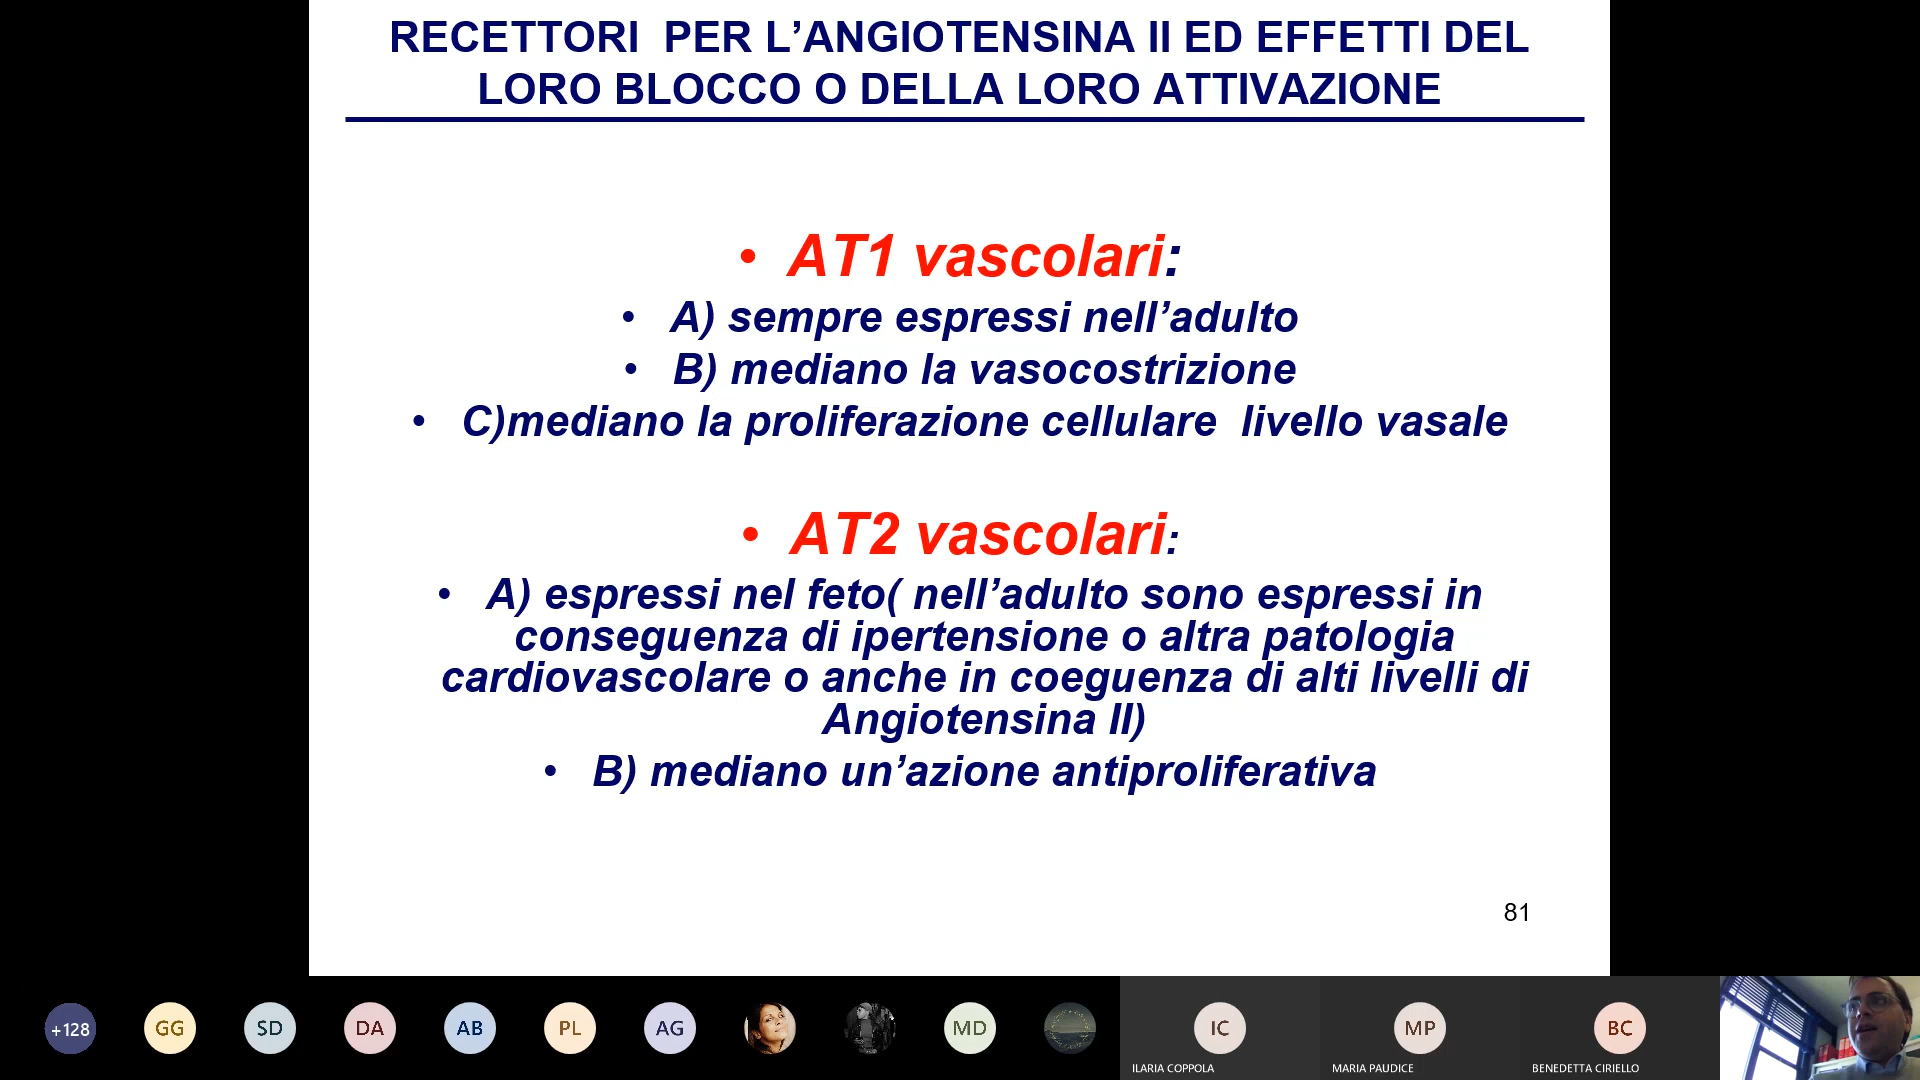 RECETTORI  PER L’ANGIOTENSINA II ED EFFETTI DEL
LORO BLOCCO O DELLA LORO ATTIVAZIONE
• AT1 vascolari:
• A) sempre espressi nell’adulto
• B) mediano la vasocostrizione
• C)mediano la proliferazione cellulare  livello vasale
• AT2 vascolari:
• A) espressi nel feto( nell’adulto sono espressi in
conseguenza di ipertensione o altra patologia
cardiovascolare o anche in coeguenza di alti livelli di
Angiotensina II)
• B) mediano un’azione antiproliferativa
81
+128
GG
SD
DA
AB
PL
AG
MD
IC
ILARIA COPPOLA
MP
MARIA PAUDICE
BC
BENEDETTA CIRIELLO